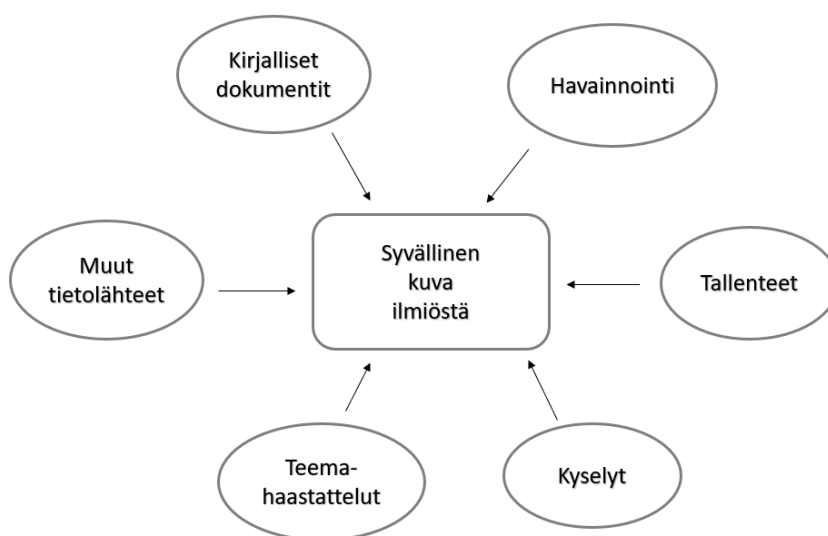 Kirjalliset
dokumentit
Havainnointi
Muut
tietolähteet
Syvällinen
kuva
ilmiöstä
Tallenteet
Teema-
haastattelut
Kyselyt